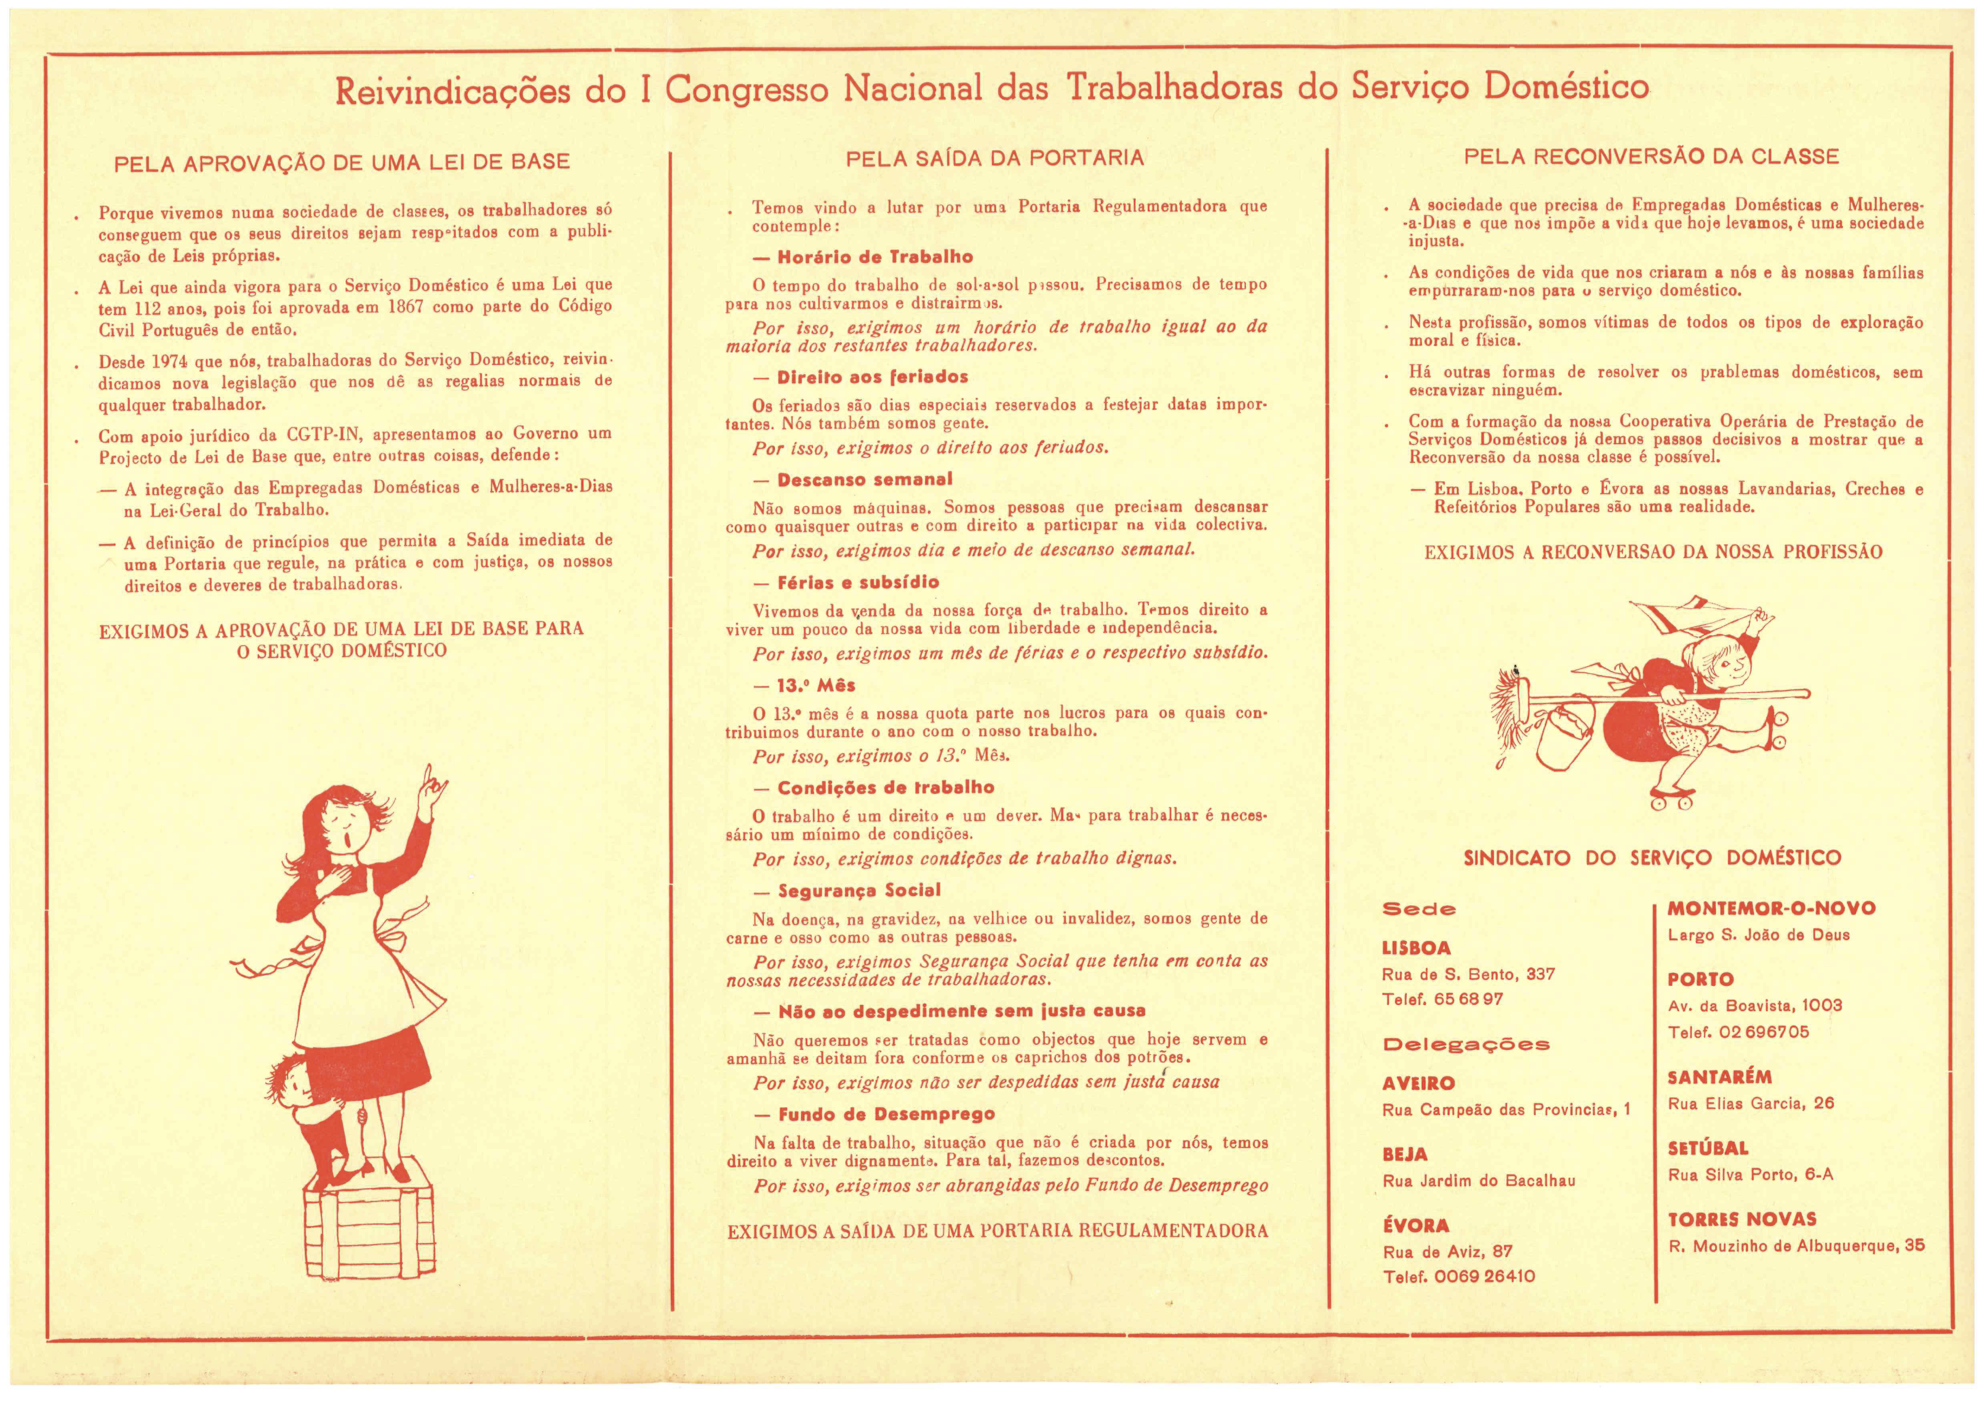 Reivindicações do I Congresso Nacional das Trabalhadoras do Serviço Doméstico
PELA APROVAÇÃO DE UMA LEI DE BASE
. Porque vivemos numa sociedade de classes, os trabalhadores só
conseguem que os seus direitos sejam respeitados com a publi-
cação de Leis próprias.
. A Lei que ainda vigora para o Serviço Doméstico é uma Lei que
tem 112 anos, pois foi aprovada em 1867 como parte do Código
Civil Português de então.
. Desde 1974 que nós, trabalhadoras do Serviço Doméstico, reivin-
dicamos nova legislação que nos dê as regalias normais de
qualquer trabalhador.
. Com apoio jurídico da CGTP-IN, apresentamos ao Governo um
Projecto de Lei de Base que, entre outras coisas, defende:
— A integração das Empregadas Domésticas e Mulheres-a-Dias
na Lei-Geral do Trabalho.
— A definição de princípios que permita a Saída imediata de
uma Portaria que regule, na prática e com justiça, os nossos
direitos e deveres de trabalhadoras.
EXIGIMOS A APROVAÇÃO DE UMA LEI DE BASE PARA
O SERVIÇO DOMÉSTICO
PELA SAÍDA DA PORTARIA
. Temos vindo a lutar por uma Portaria Regulamentadora que
contemple:
— Horário de Trabalho
O tempo do trabalho de sol-a-sol passou. Precisamos de tempo
para nos cultivarmos e distrairmos.
Por isso, exigimos um horário de trabalho igual ao da
maioria dos restantes trabalhadores.
— Direito aos feriados
Os feriados são dias especiais reservados a festejar datas impor-
tantes. Nós também somos gente.
Por isso, exigimos o direito aos feriados.
— Descanso semanal
Não somos máquinas. Somos pessoas que precisam descansar
como quaisquer outras e com direito a participar na vida colectiva.
Por isso, exigimos dia e meio de descanso semanal.
— Férias e subsídio
Vivemos da venda da nossa força de trabalho. Temos direito a
viver um pouco da nossa vida com liberdade e independência.
Por isso, exigimos um mês de férias e o respectivo subsídio.
— 13.º Mês
O 13.º mês é a nossa quota parte nos lucros para os quais con-
tribuimos durante o ano com o nosso trabalho.
Por isso, exigimos o 13.º Mês.
— Condições de trabalho
O trabalho é um direito e um dever. Mas para trabalhar é neces-
sário um mínimo de condições.
Por isso, exigimos condições de trabalho dignas.
— Segurança Social
Na doença, na gravidez, na velhice ou invalidez, somos gente de
carne e osso como as outras pessoas.
Por isso, exigimos Segurança Social que tenha em conta as
nossas necessidades de trabalhadoras.
— Não ao despedimento sem justa causa
Não queremos ser tratadas como objectos que hoje servem e
amanhã se deitam fora conforme os caprichos dos potrões.
Por isso, exigimos não ser despedidas sem justa causa
— Fundo de Desemprego
Na falta de trabalho, situação que não é criada por nós, temos
direito a viver dignamente. Para tal, fazemos descontos.
Por isso, exigimos ser abrangidas pelo Fundo de Desemprego
EXIGIMOS A SAÍDA DE UMA PORTARIA REGULAMENTADORA
PELA RECONVERSÃO DA CLASSE
. A sociedade que precisa de Empregadas Domésticas e Mulheres-
-a-Dias e que nos impõe a vida que hoje levamos, é uma sociedade
injusta.
. As condições de vida que nos criaram a nós e às nossas famílias
empurraram-nos para o serviço doméstico.
. Nesta profissão, somos vítimas de todos os tipos de exploração
moral e física.
. Há outras formas de resolver os prablemas domésticos, sem
escravizar ninguém.
. Com a formação da nossa Cooperativa Operária de Prestação de
Serviços Domésticos já demos passos decisivos a mostrar que a
Reconversão da nossa classe é possível.
— Em Lisboa. Porto e Évora as nossas Lavandarias, Creches e
Refeitórios Populares são uma realidade.
EXIGIMOS A RECONVERSAO DA NOSSA PROFISSÃO
SINDICATO DO SERVIÇO DOMÉSTICO
Sede
LISBOA
Rua de S. Bento, 337
Telef. 65 68 97
Delegações
AVEIRO
Rua Campeão das Provincias, 1
BEJA
Rua Jardim do Bacalhau
ÉVORA
Rua de Aviz, 87
Telef. 0069 26410
MONTEMOR-O-NOVO
Largo S. João de Deus
PORTO
Av. da Boavista, 1003
Telef. 02 696705
SANTARÉM
Rua Elias Garcia, 26
SETÚBAL
Rua Silva Porto, 6-A
TORRES NOVAS
R. Mouzinho de Albuquerque, 35